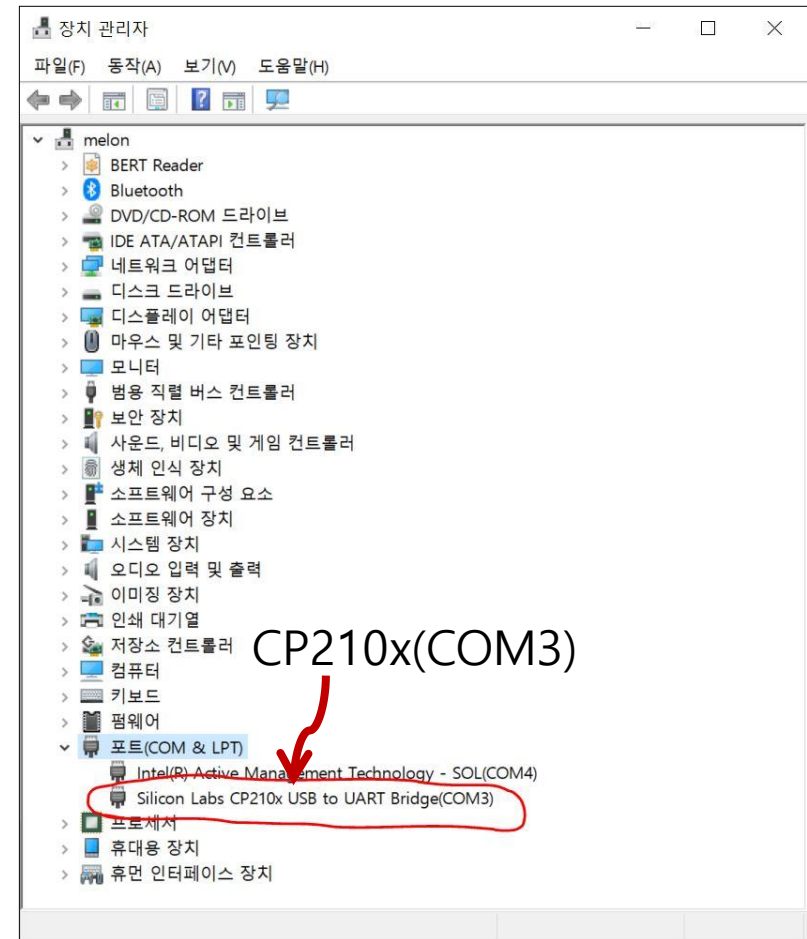 장치 관리자
파일(F) 동작(A) 보기(V) 도움말(H)
melon
BERT Reader
Bluetooth
DVD/CD-ROM 드라이브
IDE ATA/ATAPI 컨트롤러
네트워크 어댑터
디스크 드라이브
디스플레이 어댑터
마우스 및 기타 포인팅 장치
모니터
범용 직렬 버스 컨트롤러
보안 장치
사운드, 비디오 및 게임 컨트롤러
생체 인식 장치
소프트웨어 구성 요소
소프트웨어 장치
시스템 장치
오디오 입력 및 출력
이미징 장치
인쇄 대기열
저장소 컨트롤러
CP210x(COM3)
컴퓨터
키보드
펌웨어
포트(COM & LPT)
Intel(R) Active Management Technology - SOL(COM4)
Silicon Labs CP210x USB to UART Bridge(COM3)
프로세서
휴대용 장치
휴먼 인터페이스 장치